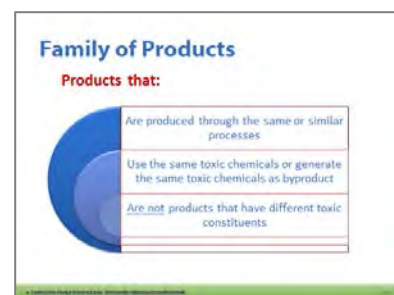 Family of Products
Products that:
Are produced through the same or similar
processes
Use the same toxic chemicals or generate
the same toxic chemicals as byproduct
Are not products that have different toxic
constituents